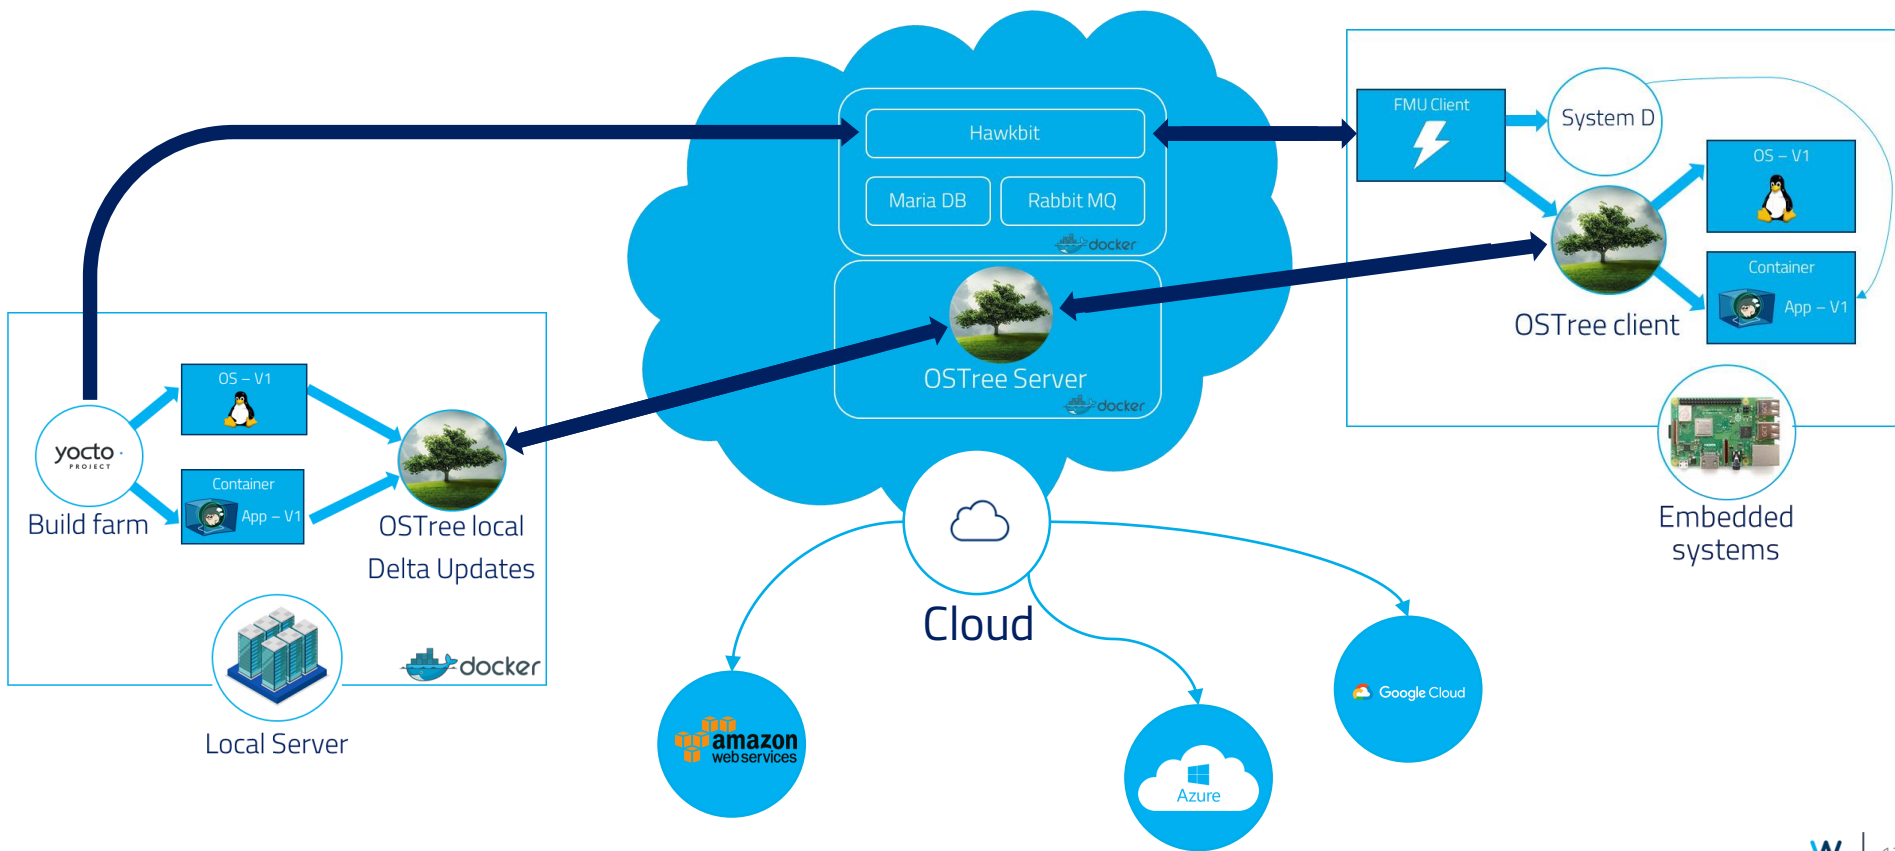 Hawkbit
Maria DB
Rabbit MQ
docker
OSTree Server
docker
FMU Client
System D
OS – V1
Container
App – V1
OSTree client
Embedded
systems
yocto
PROJECT
Build farm
OS – V1
Container
App – V1
OSTree local
Delta Updates
docker
Local Server
Cloud
amazon
webservices
Azure
Google Cloud